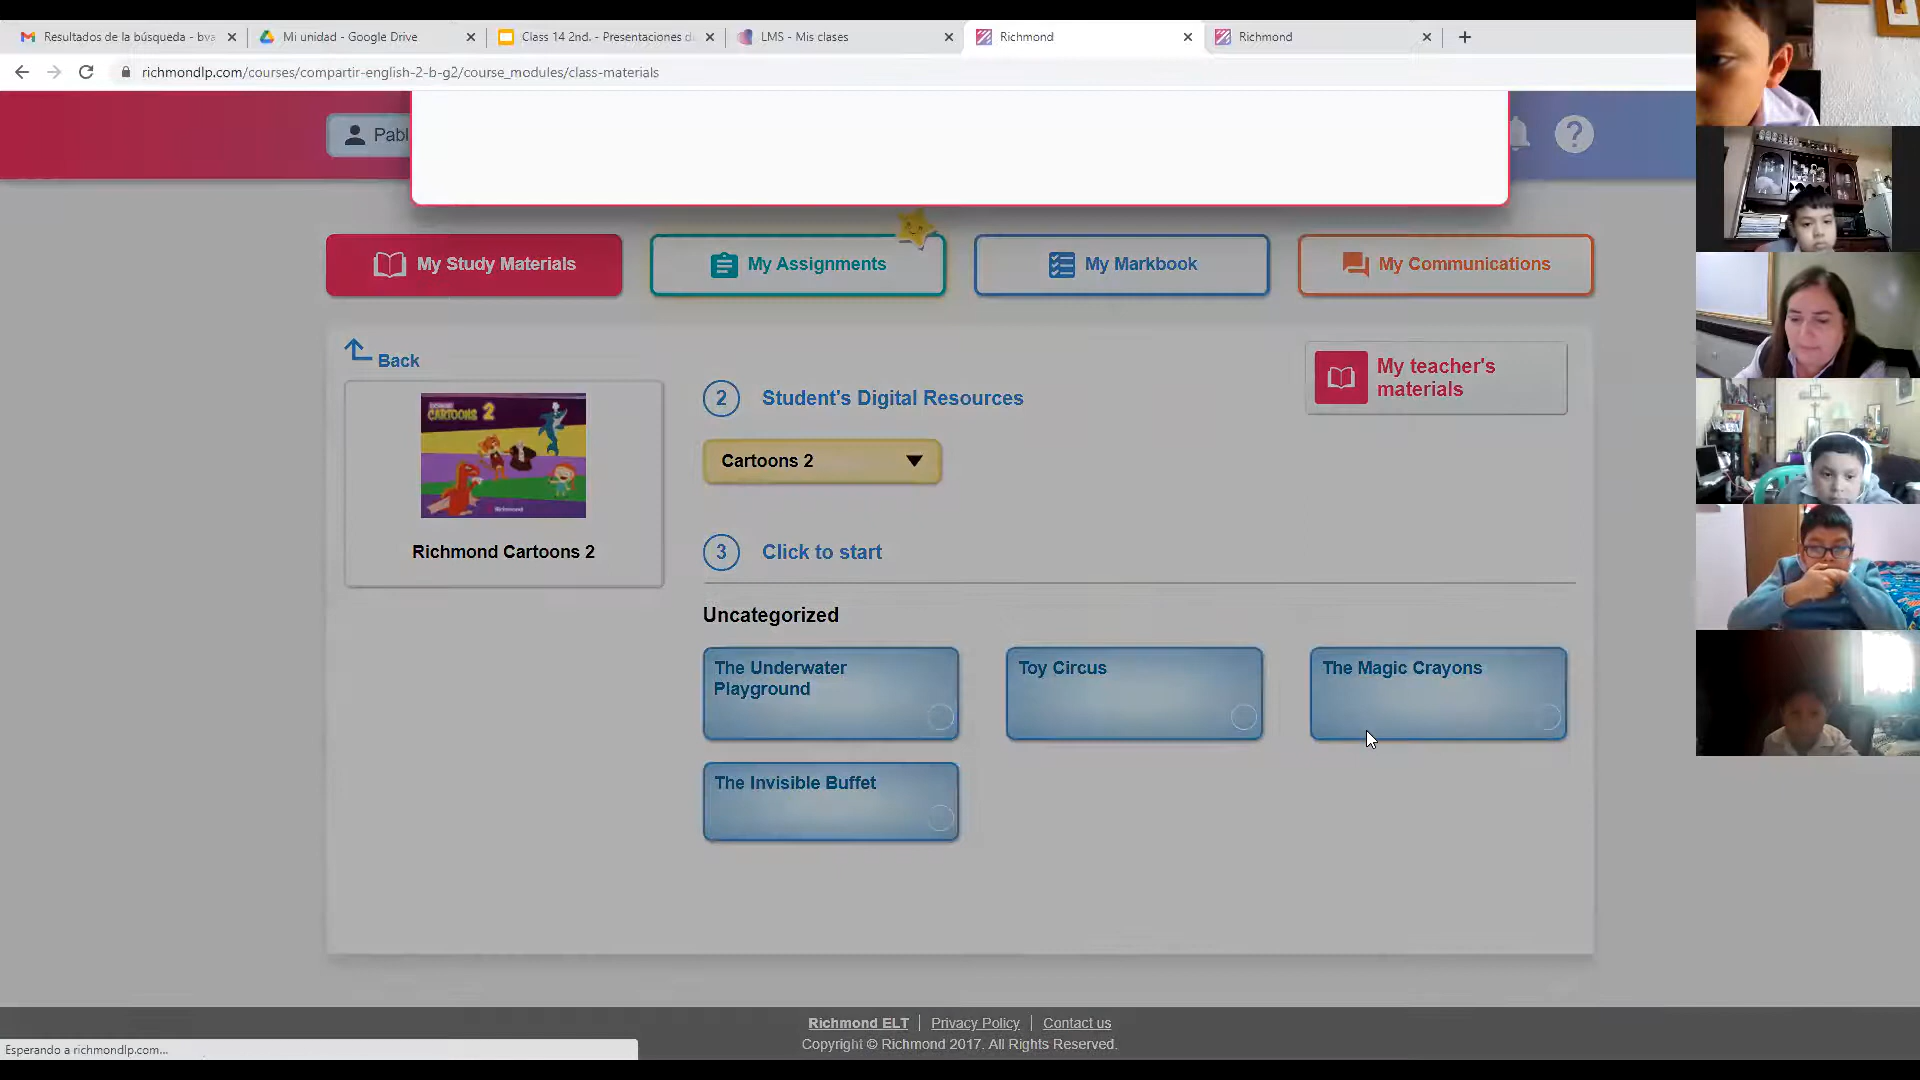 Resultados de la búsqueda - bva
Mi unidad - Google Drive
Class 14 2nd. - Presentaciones d
LMS - Mis clases
Richmond
Richmond
richmondlp.com/courses/compartir-english-2-b-g2/course_modules/class-materials
Pabl
?
My Study Materials
My Assignments
My Markbook
My Communications
Back
CARTOONS 2
Richmond
Richmond Cartoons 2
2 Student's Digital Resources
My teacher's
materials
Cartoons 2
3 Click to start
Uncategorized
The Underwater
Playground
Toy Circus
The Magic Crayons
The Invisible Buffet
Richmond ELT
Privacy Policy
Contact us
Copyright © Richmond 2017. All Rights Reserved.
Esperando a richmondlp.com...